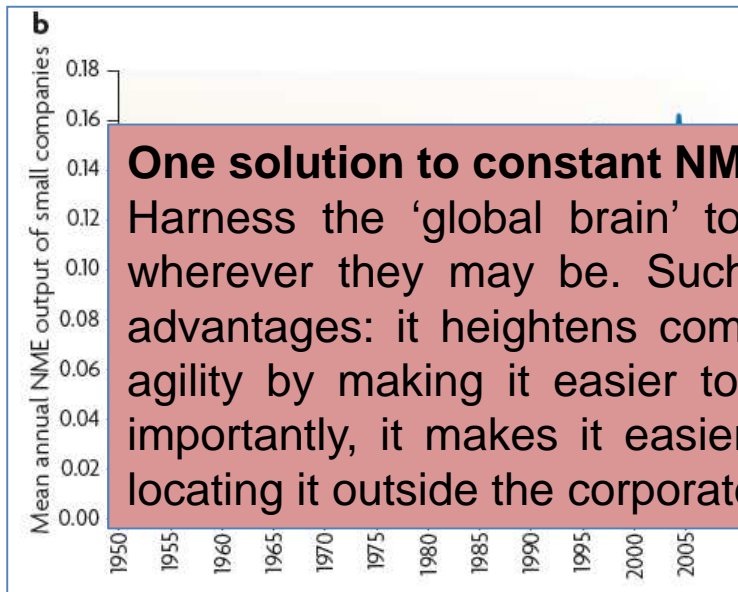 b
Mean annual NME output of small companies
0.18
0.16
0.14
0.12
0.10
0.08
0.06
0.04
0.02
0.00
One solution to constant NM
Harness the ‘global brain’ to
wherever they may be. Such
advantages: it heightens com
agility by making it easier to
importantly, it makes it easier
locating it outside the corporate
1950
1955
1960
1965
1970
1975
1980
1985
1990
1995
2000
2005